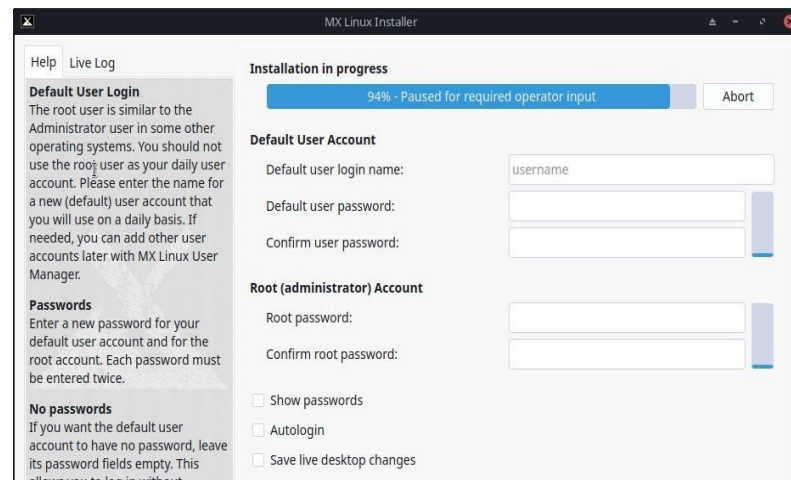 MX Linux Installer
Help Live Log
Default User Login
The root user is similar to the
Administrator user in some other
operating systems. You should not
use the root user as your daily user
account. Please enter the name for
a new (default) user account that
you will use on a daily basis. If
needed, you can add other user
accounts later with MX Linux User
Manager.
Passwords
Enter a new password for your
default user account and for the
root account. Each password must
be entered twice.
No passwords
If you want the default user
account to have no password, leave
its password fields empty. This
allows you to log in without
Installation in progress
94% - Paused for required operator input
Abort
Default User Account
Default user login name:
username
Default user password:
Confirm user password:
Root (administrator) Account
Root password:
Confirm root password:
Show passwords
Autologin
Save live desktop changes